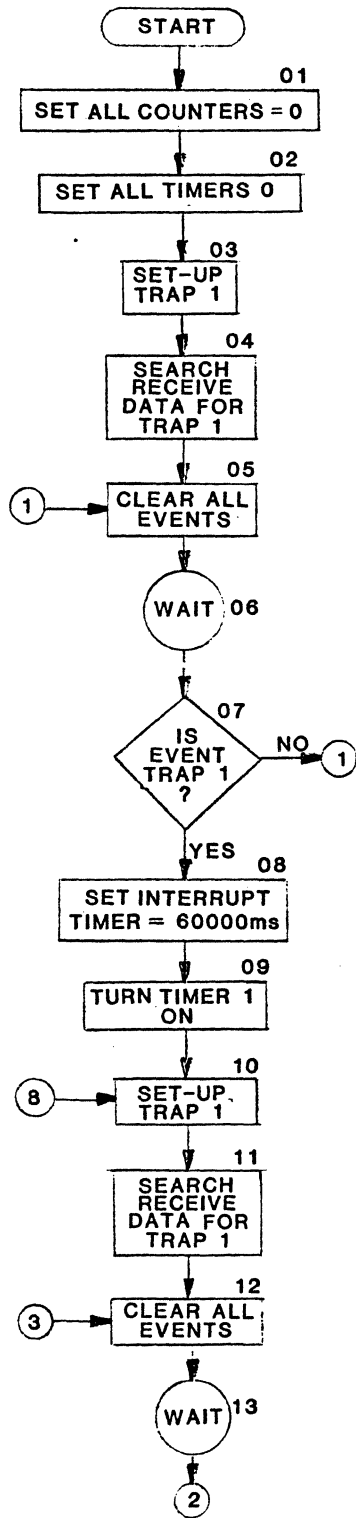 START
01
SET ALL COUNTERS = 0
02
SET ALL TIMERS 0
03
SET-UP
TRAP 1
04
SEARCH
RECEIVE
DATA FOR
TRAP 1
05
1
CLEAR ALL
EVENTS
WAIT
06
07
IS
EVENT
TRAP 1
?
NO
1
YES
08
SET INTERRUPT
TIMER = 60000ms
09
TURN TIMER 1
ON
10
8
SET-UP
TRAP 1
11
SEARCH
RECEIVE
DATA FOR
TRAP 1
12
3
CLEAR ALL
EVENTS
WAIT
13
2